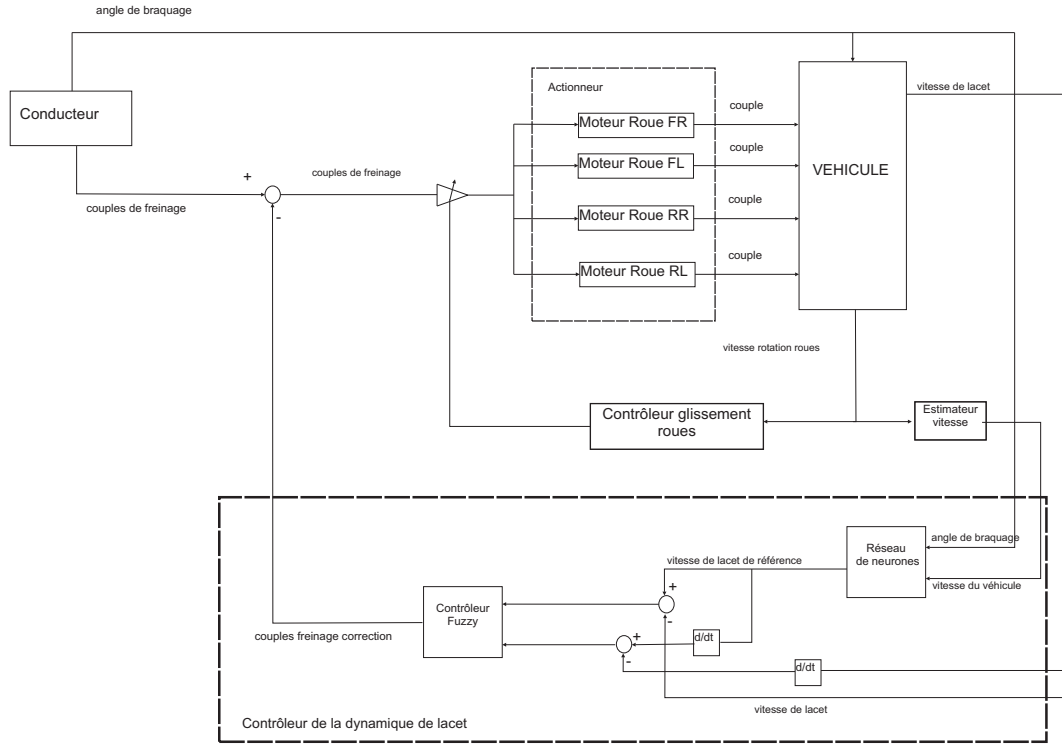 angle de braquage
Conducteur
Actionneur
vitesse de lacet
couple
Moteur Roue FR
couple
Moteur Roue FL
VEHICULE
couples de freinage
+
couples de freinage
-
couple
Moteur Roue RR
couple
Moteur Roue RL
vitesse rotation roues
Contrôleur glissement
roues
Estimateur
vitesse
Réseau
de neurones
angle de braquage
vitesse du véhicule
vitesse de lacet de référence
+
-
Contrôleur
Fuzzy
couples freinage correction
+
-
d/dt
d/dt
vitesse de lacet
Contrôleur de la dynamique de lacet